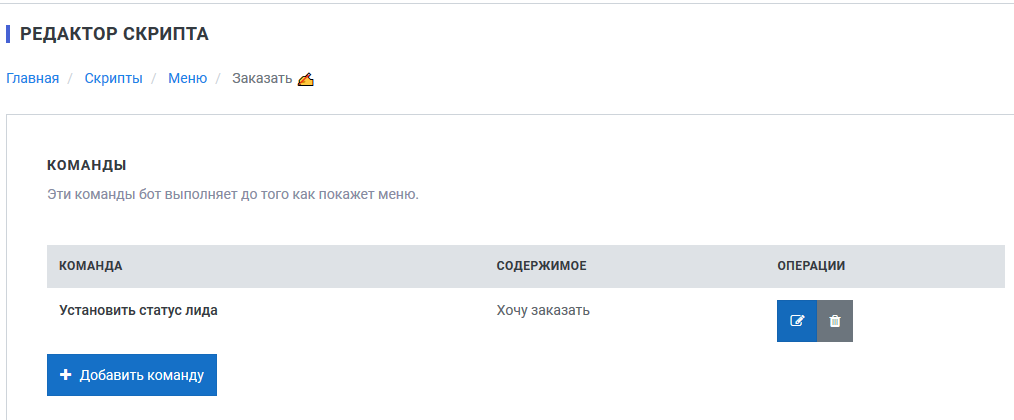 РЕДАКТОР СКРИПТА
Главная / Скрипты / Меню / Заказать ✍
КОМАНДЫ
Эти команды бот выполняет до того как покажет меню.
КОМАНДА СОДЕРЖИМОЕ ОПЕРАЦИИ
Установить статус лида Хочу заказать
+ Добавить команду